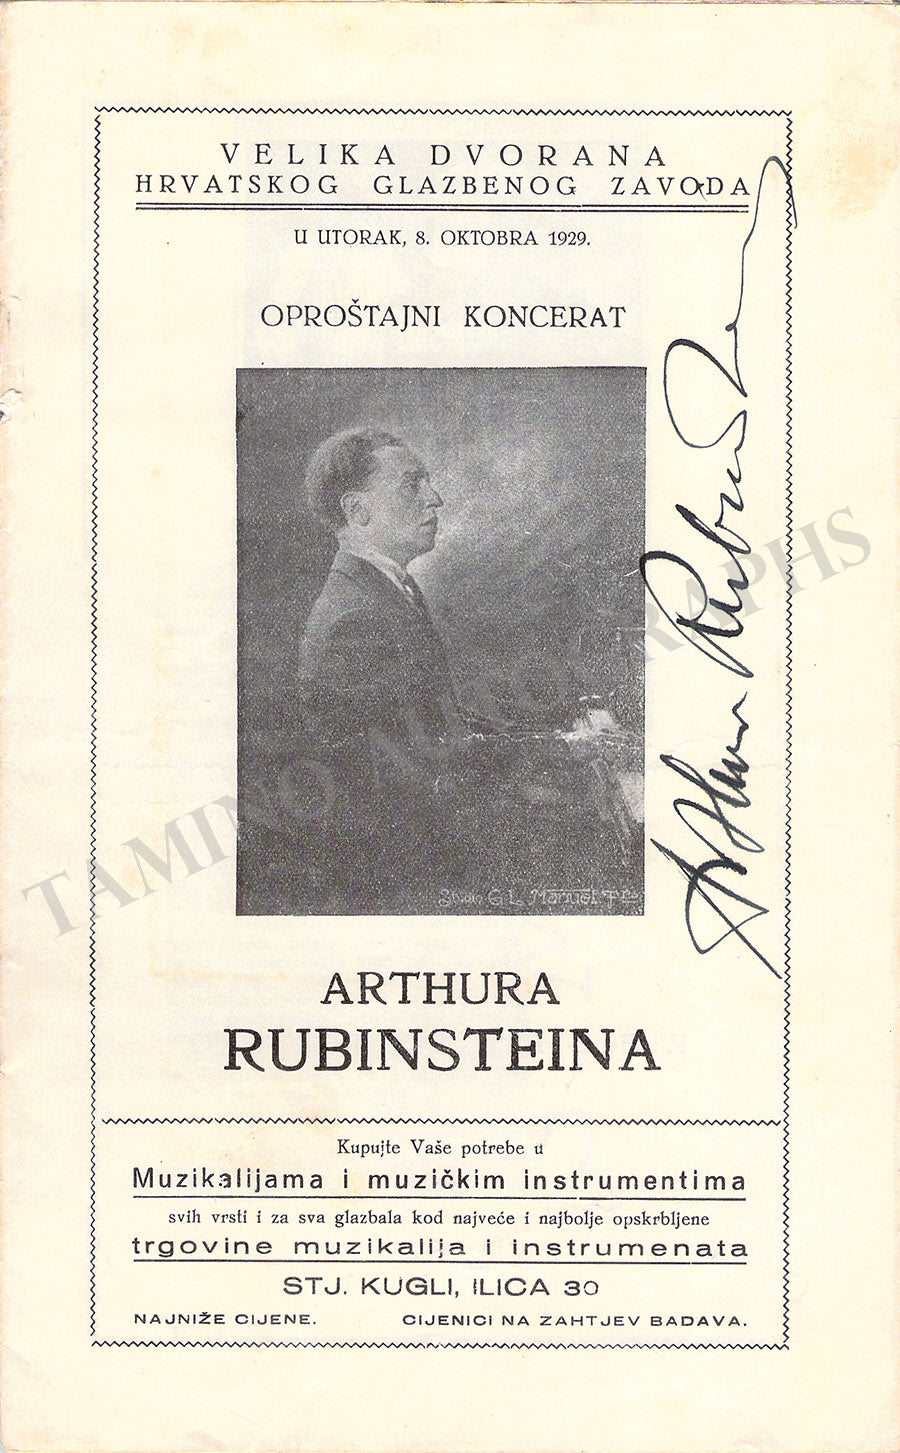 VELIKA DVORANA
HRVATSKOG GLAZBENOG ZAVODA
U UTORAK, 8. OKTOBRA 1929.
OPROŠTAJNI KONCERAT
Studio G. L. Manuel Fr
Arthur Rubinstein
TAMINO AUTOGRAPHS
ARTHURA
RUBINSTEINA
Kupujte Vaše potrebe u
Muzikalijama i muzičkim instrumentima
svih vrsti i za sva glazbala kod najveće i najbolje opskrbljene
trgovine muzikalija i instrumenata
STJ. KUGLI, ILICA 30
NAJNIŽE CIJENE. CIJENICI NA ZAHTJEV BADAVA.